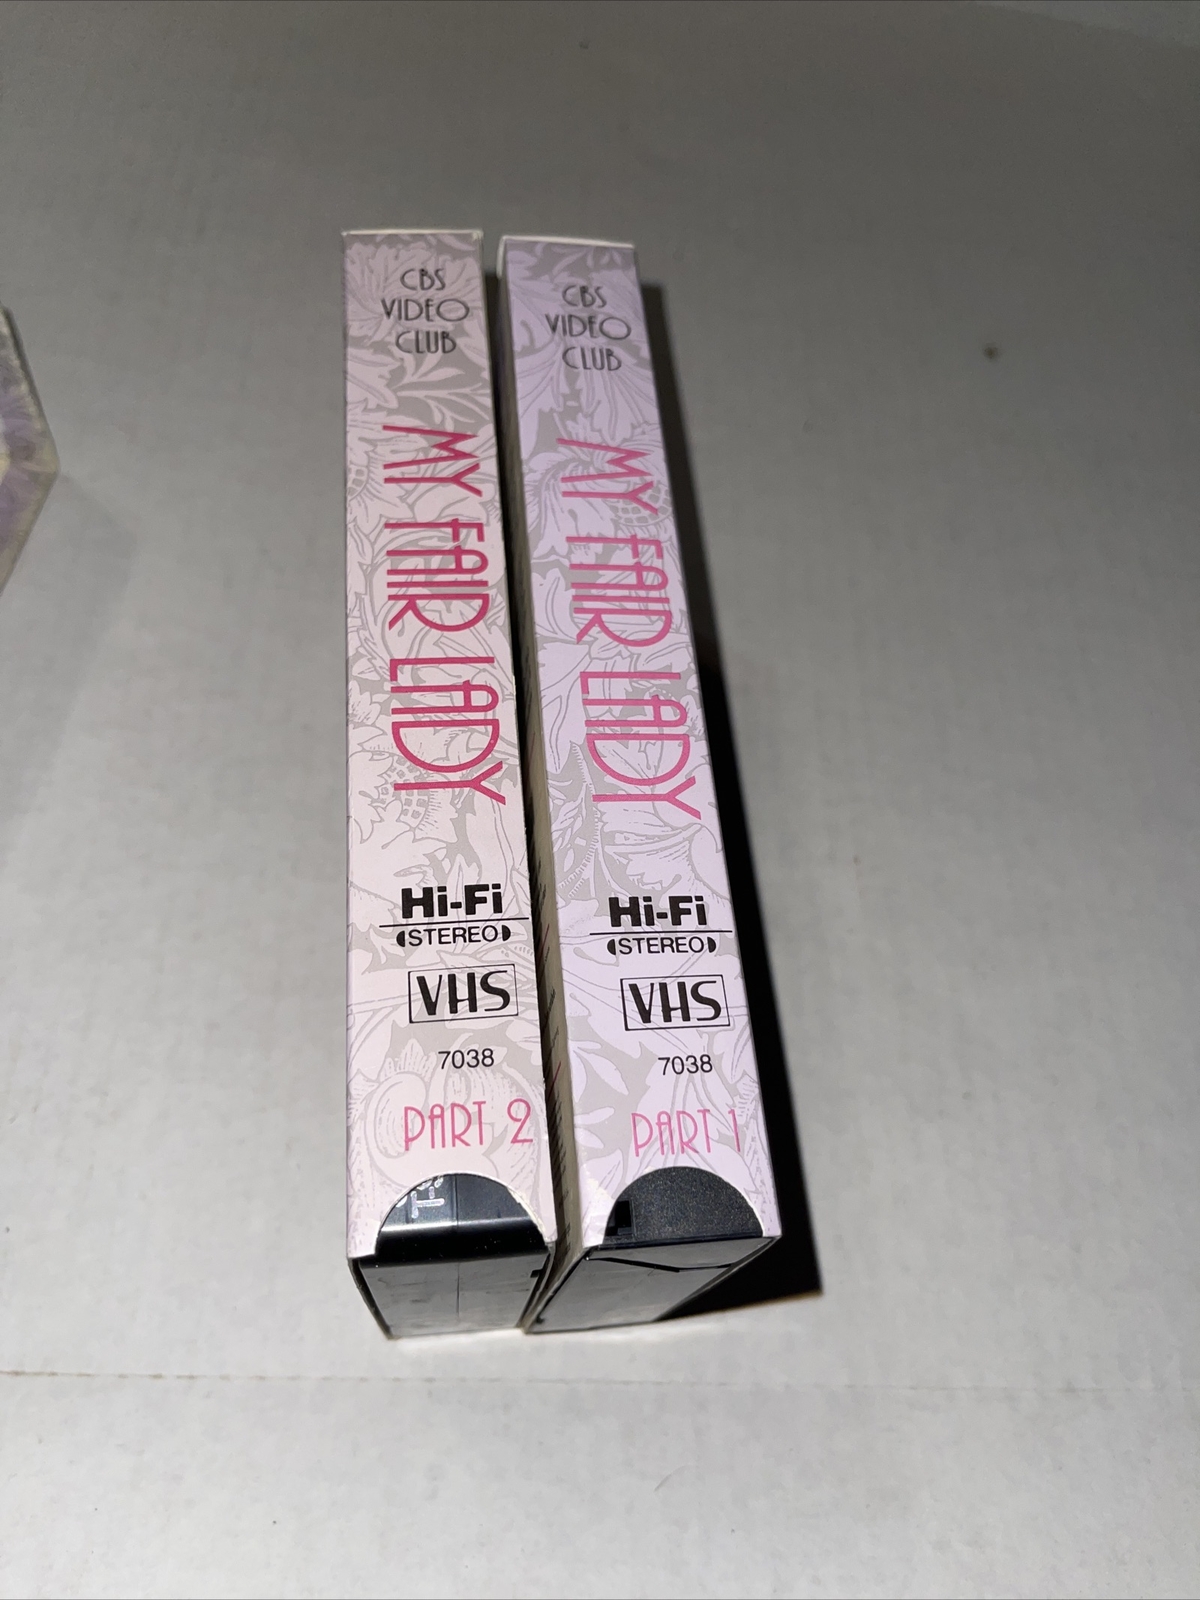 CBS
VIDEO
CLUB
MY FAIR LADY
Hi-Fi
STEREO
VHS
7038
PART 2
CBS
VIDEO
CLUB
MY FAIR LADY
Hi-Fi
STEREO
VHS
7038
PART 1